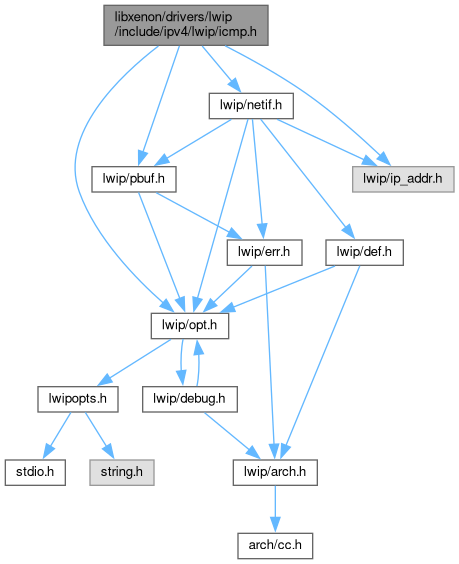 libxenon/drivers/lwip
/include/ipv4/lwip/icmp.h
lwip/netif.h
lwip/pbuf.h
lwip/ip_addr.h
lwip/err.h
lwip/def.h
lwip/opt.h
lwipopts.h
lwip/debug.h
stdio.h
string.h
lwip/arch.h
arch/cc.h